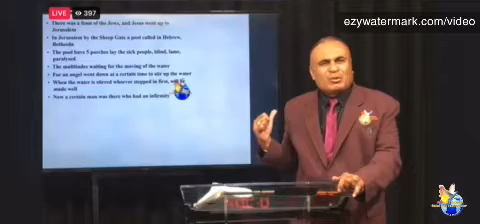 LIVE 397
ezywatermark.com/video
• There was a feast of the Jews, and Jesus went up to
Jerusalem
• In Jerusalem by the Sheep Gate a pool called in Hebrew,
Bethesda
• The pool have 5 porches lay the sick people, blind, lame,
paralyzed
• The multitudes waiting for the moving of the water
• For an angel went down at a certain time to stir up the water
• When the water is stirred whoever stepped in first, will be
made well
• Now a certain man was there who had an infirmity